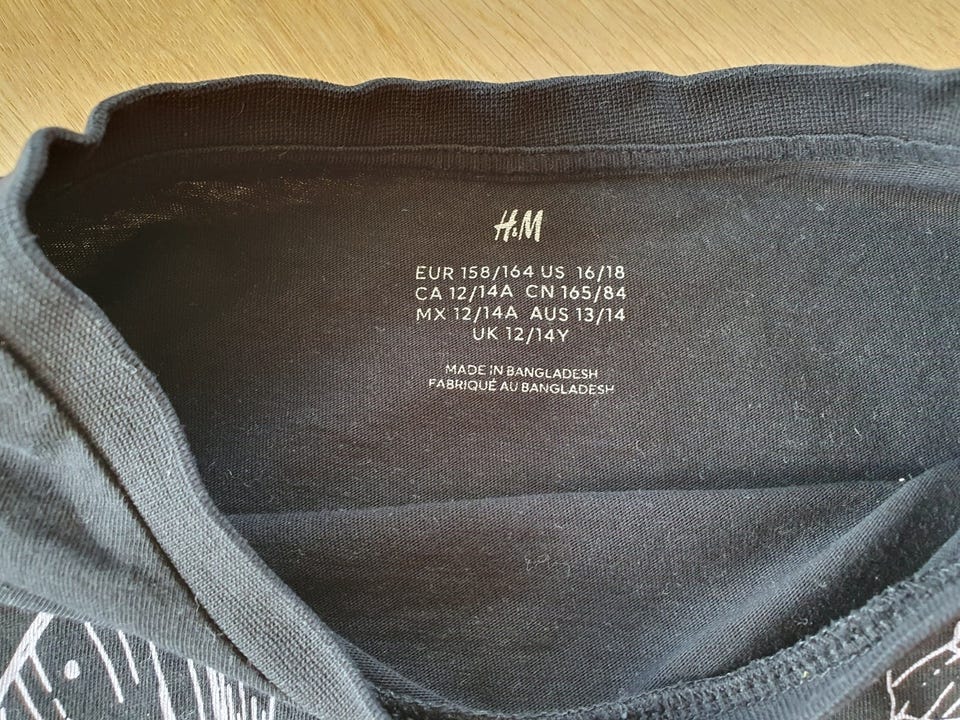 H&M
EUR 158/164 US 16/18
CA 12/14A CN 165/84
MX 12/14A AUS 13/14
UK 12/14Y
MADE IN BANGLADESH
FABRIQUÉ AU BANGLADESH